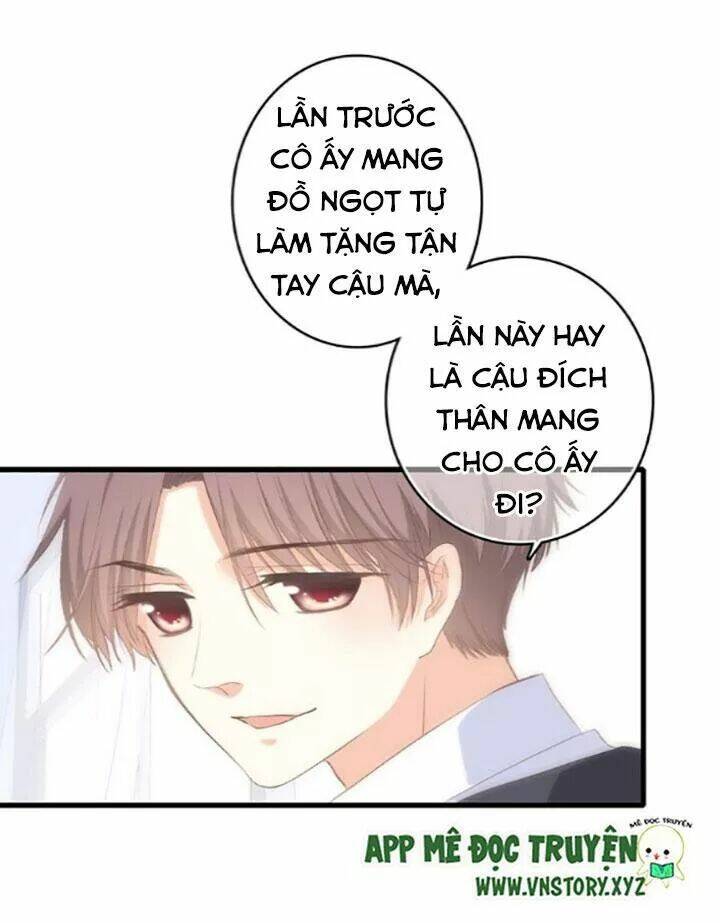 LẦN TRƯỚC
CÔ ẤY MANG
ĐỒ NGỌT TỰ
LÀM TẶNG TẬN
TAY CẬU MÀ,
LẦN NÀY HAY
LÀ CẬU ĐÍCH
THÂN MANG
CHO CÔ ẤY
ĐI?
MÊ ĐỌC TRUYỆN
APP MÊ ĐỌC TRUYỆN
WWW.VNSTORY.XYZ